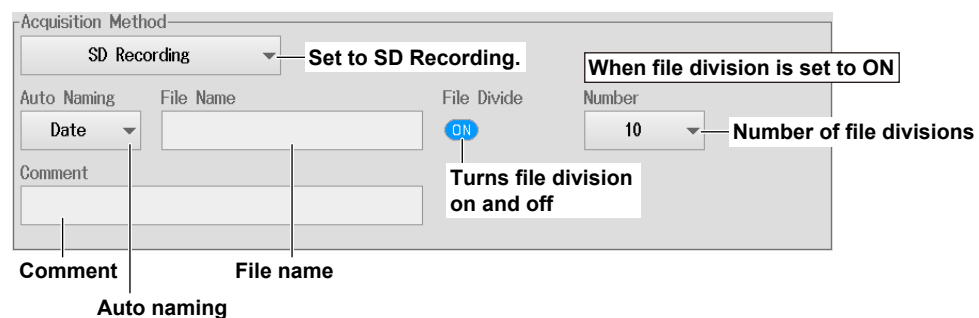 Acquisition Method
SD Recording
Set to SD Recording.
When file division is set to ON
Auto Naming
File Name
File Divide
Number
Date
ON
10
Number of file divisions
Comment
Turns file division
on and off
Comment
File name
Auto naming